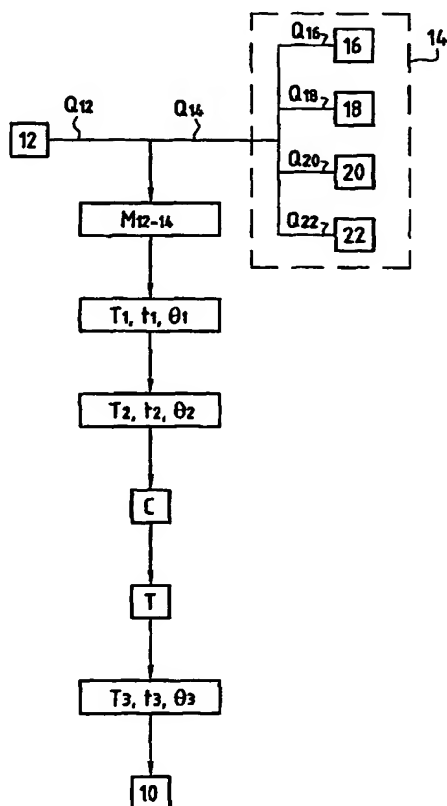 Q16 16 14
Q12 Q14 Q18 18
12
Q20 20
M12-14 Q22 22
T1, t1, θ1
T2, t2, θ2
C
T
T3, t3, θ3
10